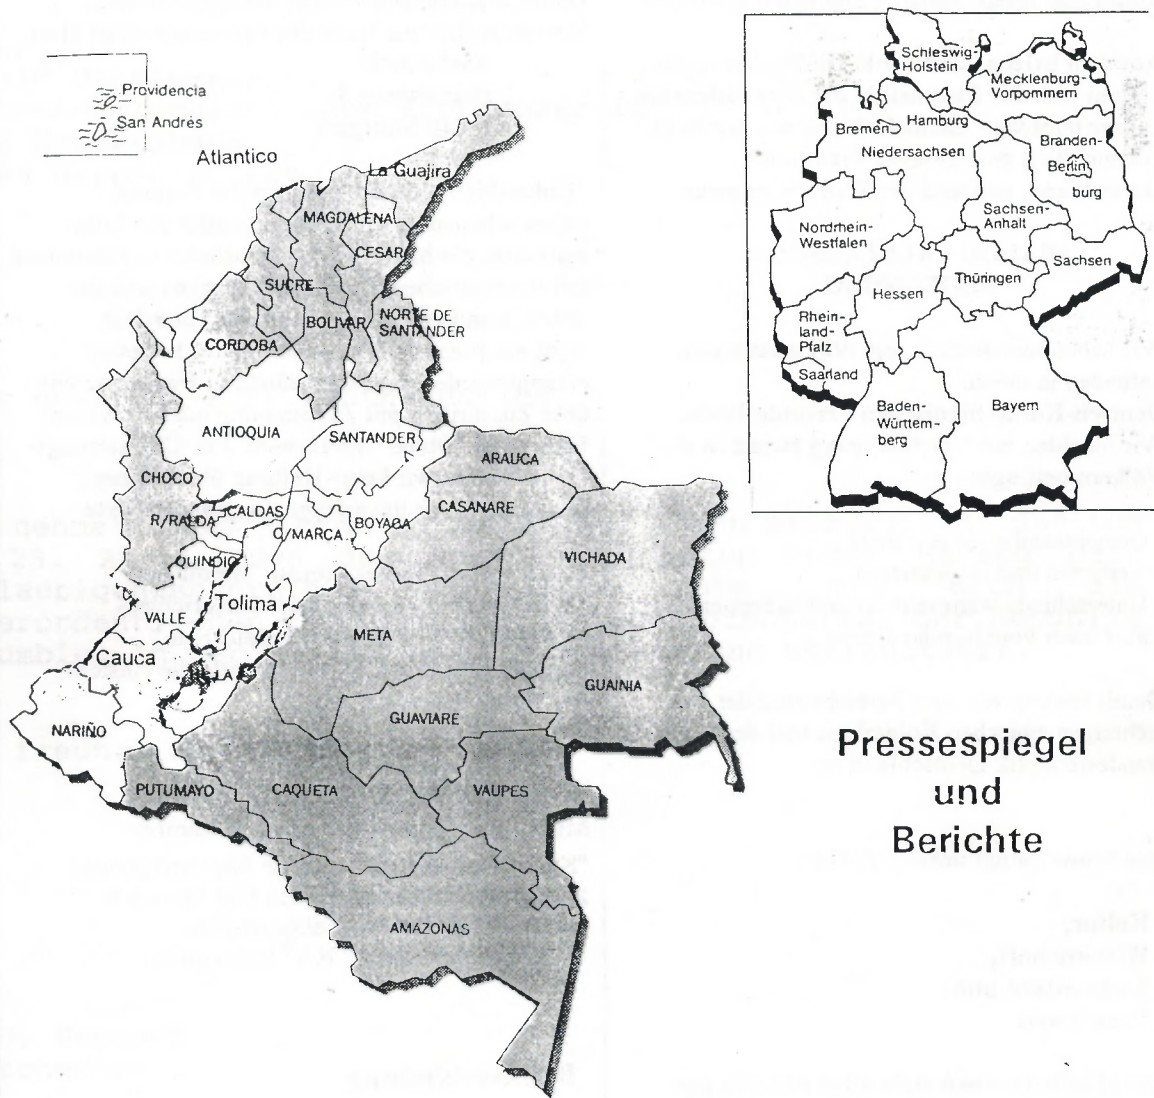 Providencia
San Andrés
Atlantico
La Guajira
MAGDALENA
CESAR
SUCRE
BOLIVAR
NORTE DE
SANTANDER
CORDOBA
ANTIOQUIA
SANTANDER
ARAUCA
CHOCO
CALDAS
R/RALDA
C/MARCA
BOYACA
CASANARE
VICHADA
QUINDIO
Tolima
VALLE
META
Cauca
GUAINIA
NARIÑO
GUAVIARE
PUTUMAYO
CAQUETA
VAUPES
AMAZONAS
Schleswig-
Holstein
Mecklenburg-
Vorpommern
Hamburg
Bremen
Niedersachsen
Branden-
Berlin
burg
Sachsen-
Anhalt
Nordrhein-
Westfalen
Sachsen
Thüringen
Hessen
Rhein-
land-
Pfalz
Saarland
Baden-
Württem-
berg
Bayern
Pressespiegel
und
Berichte